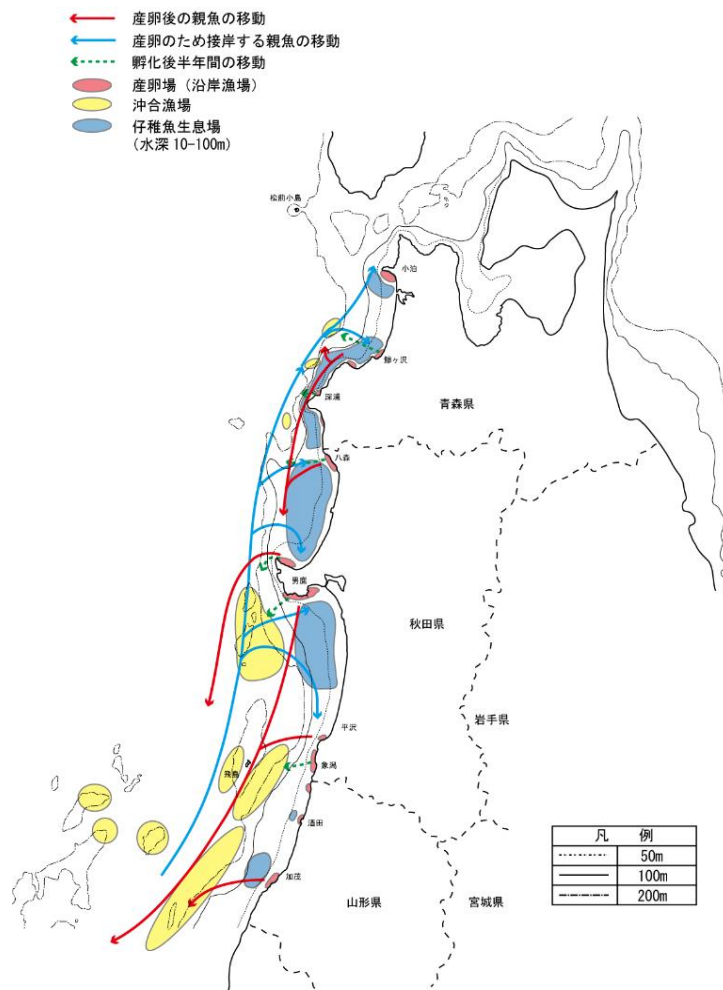 産卵後の親魚の移動
産卵のため接岸する親魚の移動
孵化後半年間の移動
産卵場（沿岸漁場）
沖合漁場
仔稚魚生息場
(水深10-100m)
松前小島
小泊
鰺ヶ沢
深浦
青森県
八森
男鹿
秋田県
岩手県
平沢
飛島
象潟
酒田
加茂
山形県
宮城県
凡 例
50m
100m
200m